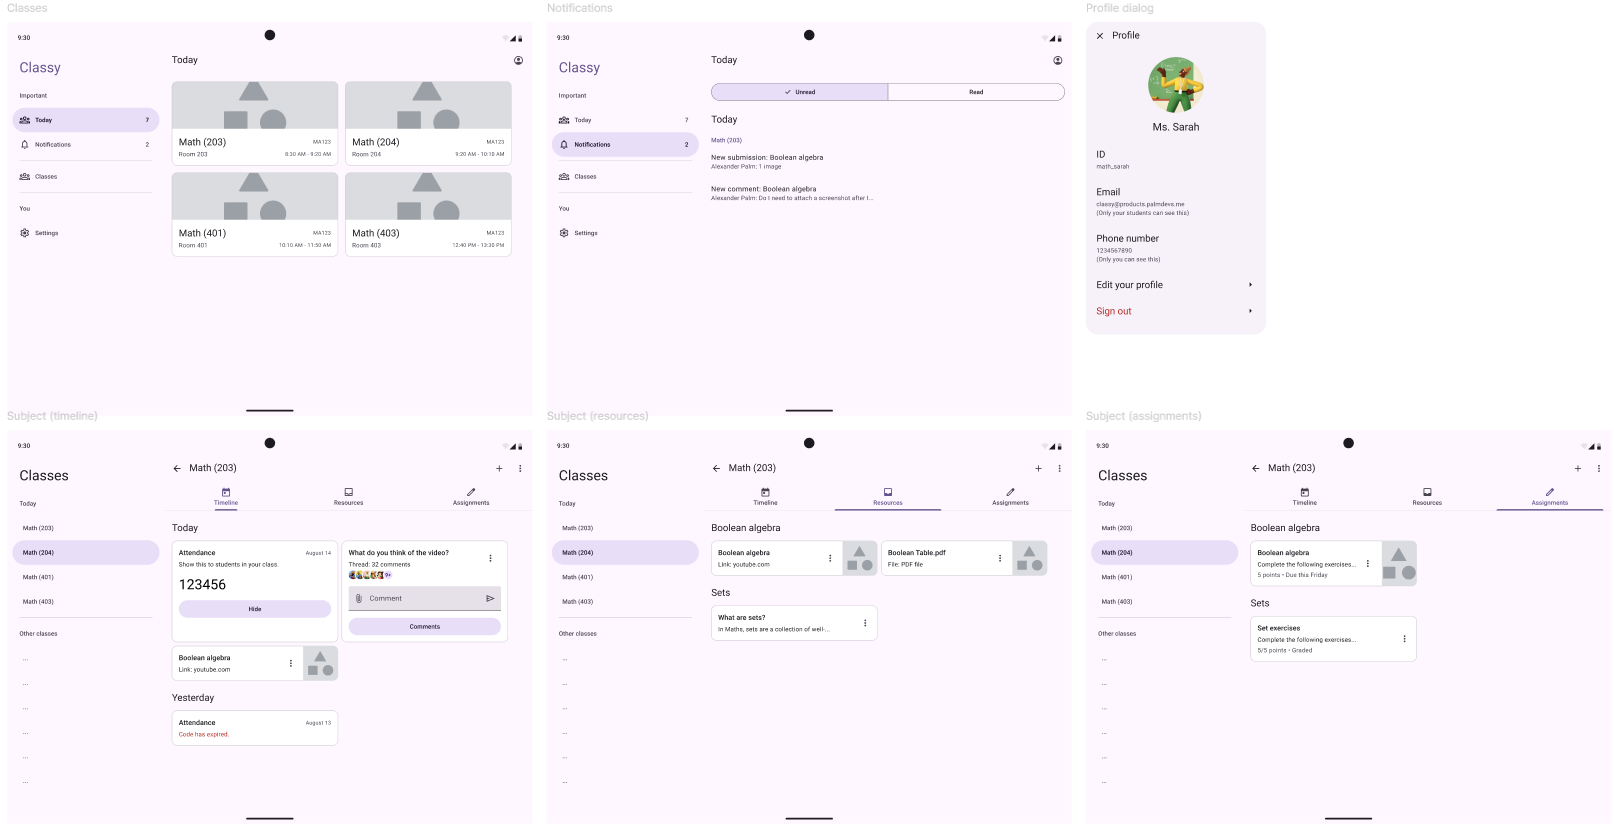 Classes
9:30
Classy
Important
Today 7
Notifications 2
Classes
You
Settings
Today
Math (203) MA123
Room 203 8:30 AM - 9:20 AM
Math (204) MA123
Room 204 9:20 AM - 10:10 AM
Math (401) MA123
Room 401 10:10 AM - 11:50 AM
Math (403) MA123
Room 403 12:40 PM - 13:30 PM
Notifications
9:30
Classy
Important
Today 7
Notifications 2
Classes
You
Settings
Today
Unread Read
Today
Math (203)
New submission: Boolean algebra
Alexander Palm: 1 image
New comment: Boolean algebra
Alexander Palm: Do I need to attach a screenshot after I...
Profile dialog
Profile
Ms. Sarah
ID
math_sarah
Email
classy@products.palmdevs.me
(Only your students can see this)
Phone number
1234567890
(Only you can see this)
Edit your profile
Sign out
Subject (timeline)
9:30
Classes
Today
Math (203)
Math (204)
Math (401)
Math (403)
Other classes
...
...
...
...
...
...
Math (203)
Timeline Resources Assignments
Today
Attendance August 14
Show this to students in your class.
123456
Hide
What do you think of the video?
Thread: 32 comments
9+
Comment
Comments
Boolean algebra
Link: youtube.com
Yesterday
Attendance August 13
Code has expired.
Subject (resources)
9:30
Classes
Today
Math (203)
Math (204)
Math (401)
Math (403)
Other classes
...
...
...
...
...
...
Math (203)
Timeline Resources Assignments
Boolean algebra
Boolean algebra
Link: youtube.com
Boolean Table.pdf
File: PDF file
Sets
What are sets?
In Maths, sets are a collection of well-...
Subject (assignments)
9:30
Classes
Today
Math (203)
Math (204)
Math (401)
Math (403)
Other classes
...
...
...
...
...
...
Math (203)
Timeline Resources Assignments
Boolean algebra
Boolean algebra
Complete the following exercises...
5 points • Due this Friday
Sets
Set exercises
Complete the following exercises...
5/5 points • Graded